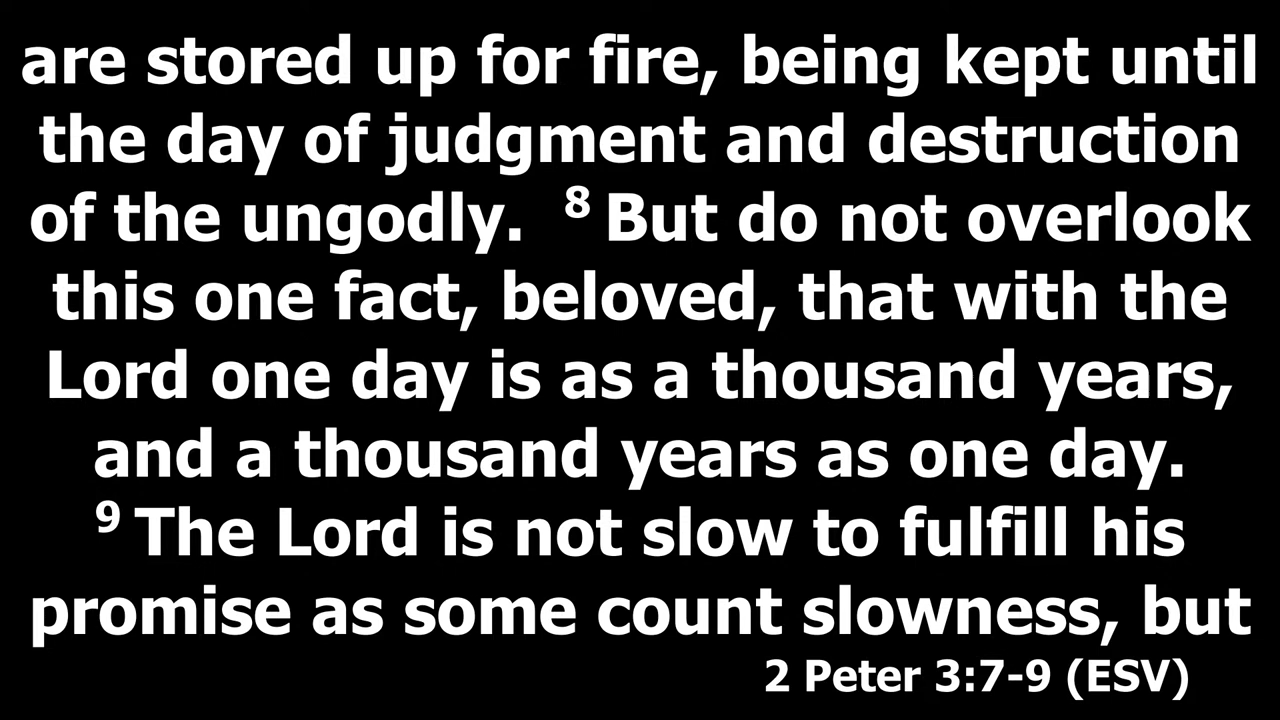 are stored up for fire, being kept until
the day of judgment and destruction
of the ungodly. 8 But do not overlook
this one fact, beloved, that with the
Lord one day is as a thousand years,
and a thousand years as one day.
9 The Lord is not slow to fulfill his
promise as some count slowness, but
2 Peter 3:7-9 (ESV)